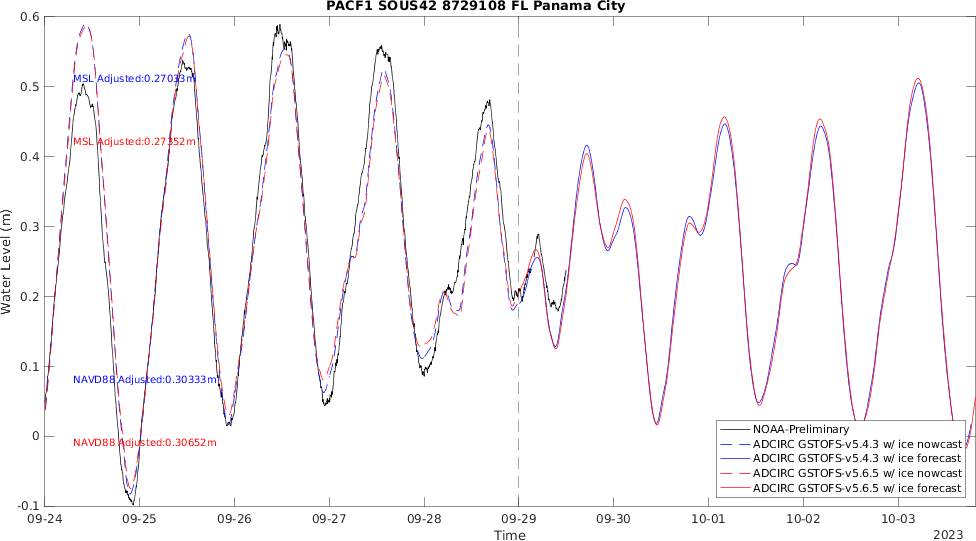 PACF1 SOUS42 8729108 FL Panama City
0.6
0.5
0.4
0.3
0.2
0.1
0
-0.1
Water Level (m)
MSL Adjusted:0.27033m
MSL Adjusted:0.27352m
NAVD88 Adjusted:0.30333m
NAVD88 Adjusted:0.30652m
NOAA-Preliminary
ADCIRC GSTOFS-v5.4.3 w/ ice nowcast
ADCIRC GSTOFS-v5.4.3 w/ ice forecast
ADCIRC GSTOFS-v5.6.5 w/ ice nowcast
ADCIRC GSTOFS-v5.6.5 w/ ice forecast
09-24 09-25 09-26 09-27 09-28 09-29 09-30 10-01 10-02 10-03
Time
2023